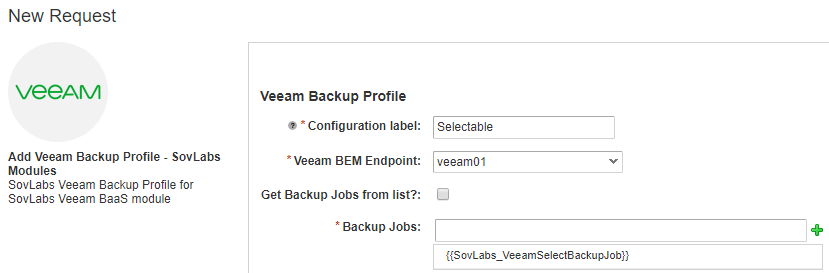 New Request
veeAM
Add Veeam Backup Profile - SovLabs
Modules
SovLabs Veeam Backup Profile for
SovLabs Veeam BaaS module
Veeam Backup Profile
? * Configuration label: Selectable
* Veeam BEM Endpoint: veeam01
Get Backup Jobs from list?:
* Backup Jobs:
{{SovLabs_VeeamSelectBackupJob}}